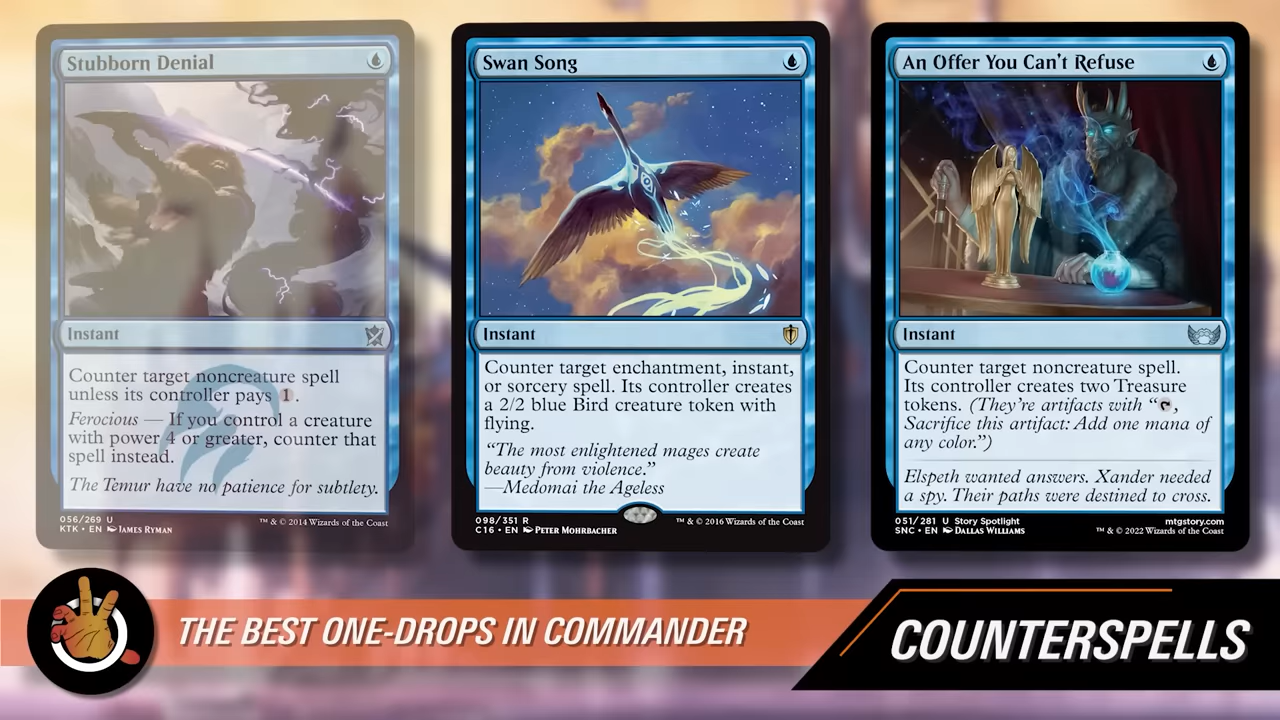 Stubborn Denial
Instant
Counter target noncreature spell
unless its controller pays 1.
Ferocious — If you control a creature
with power 4 or greater, counter that
spell instead.
The Temur have no patience for subtlety.
056/269 U
KTK • EN James Ryman
™ & © 2014 Wizards of the Coast
Swan Song
Instant
Counter target enchantment, instant,
or sorcery spell. Its controller creates
a 2/2 blue Bird creature token with
flying.
“The most enlightened mages create
beauty from violence.”
—Medomai the Ageless
098/351 R
C16 • EN Peter Mohrbacher
™ & © 2016 Wizards of the Coast
An Offer You Can't Refuse
Instant
Counter target noncreature spell.
Its controller creates two Treasure
tokens. (They're artifacts with “,
Sacrifice this artifact: Add one mana of
any color.”)
Elspeth wanted answers. Xander needed
a spy. Their paths were destined to cross.
051/281 U Story Spotlight
SNC • EN Dallas Williams
mtgstory.com
™ & © 2022 Wizards of the Coast
THE BEST ONE-DROPS IN COMMANDER
COUNTERSPELLS